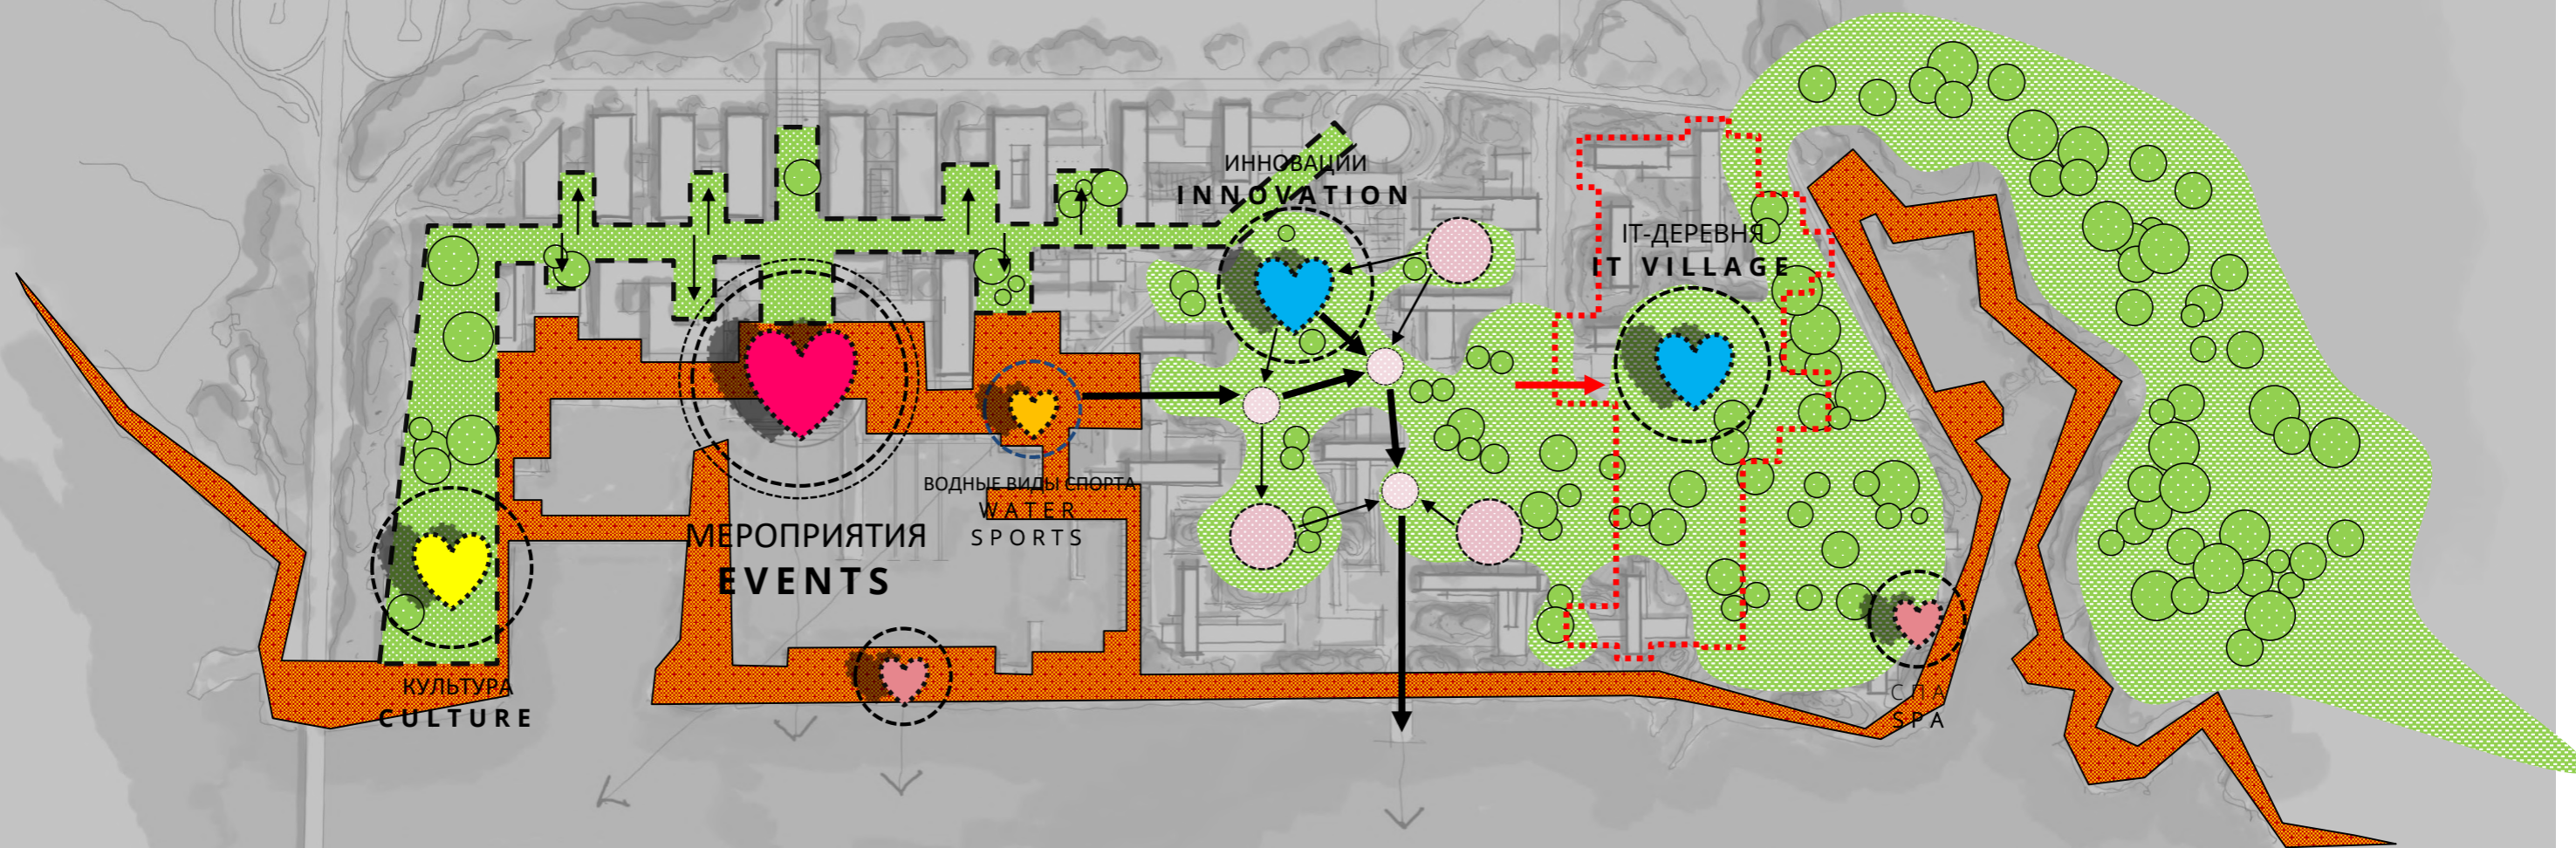 ИННОВАЦИИ
INNOVATION
IT-ДЕРЕВНЯ
IT VILLAGE
ВОДНЫЕ ВИДЫ СПОРТА
WATER
SPORTS
МЕРОПРИЯТИЯ
EVENTS
КУЛЬТУРА
CULTURE
СПА
SPA